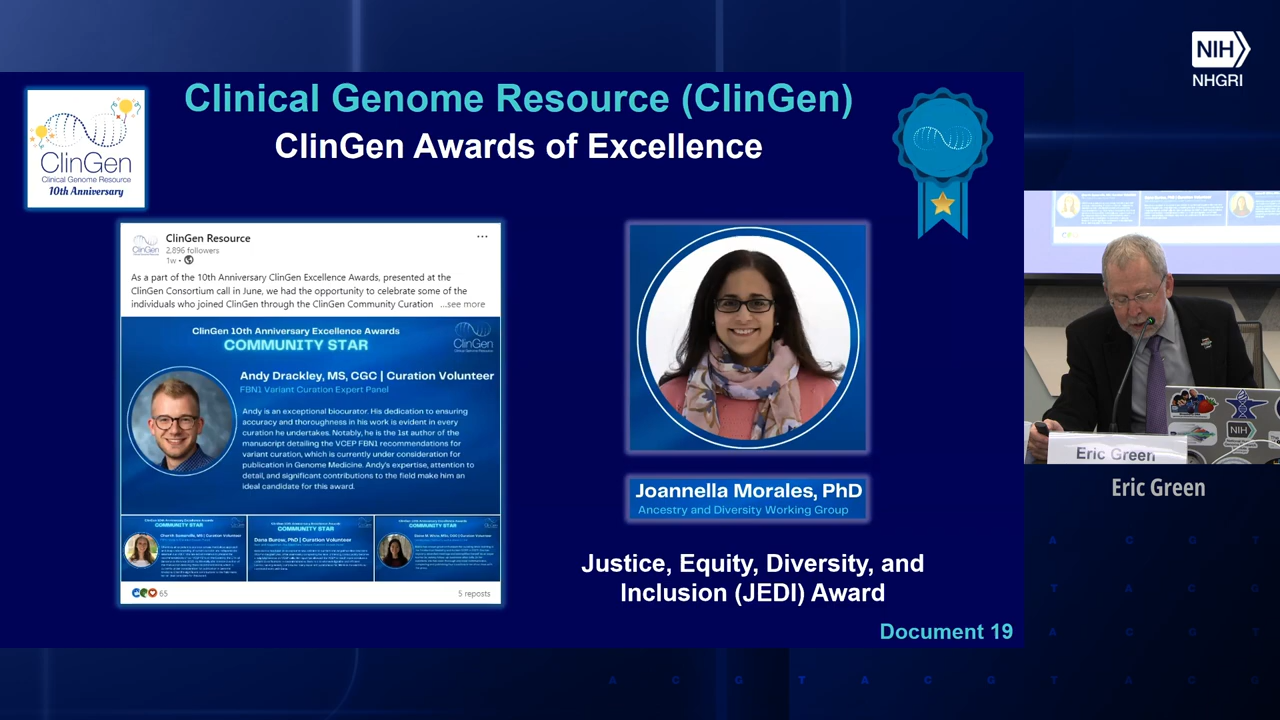 NIH
NHGRI
Clinical Genome Resource (ClinGen)
ClinGen Awards of Excellence
ClinGen
Clinical Genome Resource
10th Anniversary
ClinGen
ClinGen Resource
2,896 followers
1w •
As a part of the 10th Anniversary ClinGen Excellence Awards, presented at the
ClinGen Consortium call in June, we had the opportunity to celebrate some of the
individuals who joined ClinGen through the ClinGen Community Curation ...see more
ClinGen 10th Anniversary Excellence Awards
COMMUNITY STAR
ClinGen
Andy Drackley, MS, CGC | Curation Volunteer
FBN1 Variant Curation Expert Panel
Andy is an exceptional biocurator. His dedication to ensuring
accuracy and thoroughness in his work is evident in every
curation he undertakes. Notably, he is the 1st author of the
manuscript detailing the VCEP FBN1 recommendations for
variant curation, which is currently under consideration for
publication in Genome Medicine. Andy's expertise, attention to
detail, and significant contributions to the field make him an
ideal candidate for this award.
COMMUNITY STAR
COMMUNITY STAR
COMMUNITY STAR
65
5 reposts
Joannella Morales, PhD
Ancestry and Diversity Working Group
Justice, Equity, Diversity, and
Inclusion (JEDI) Award
Document 19
NIH
Eric Green
Eric Green